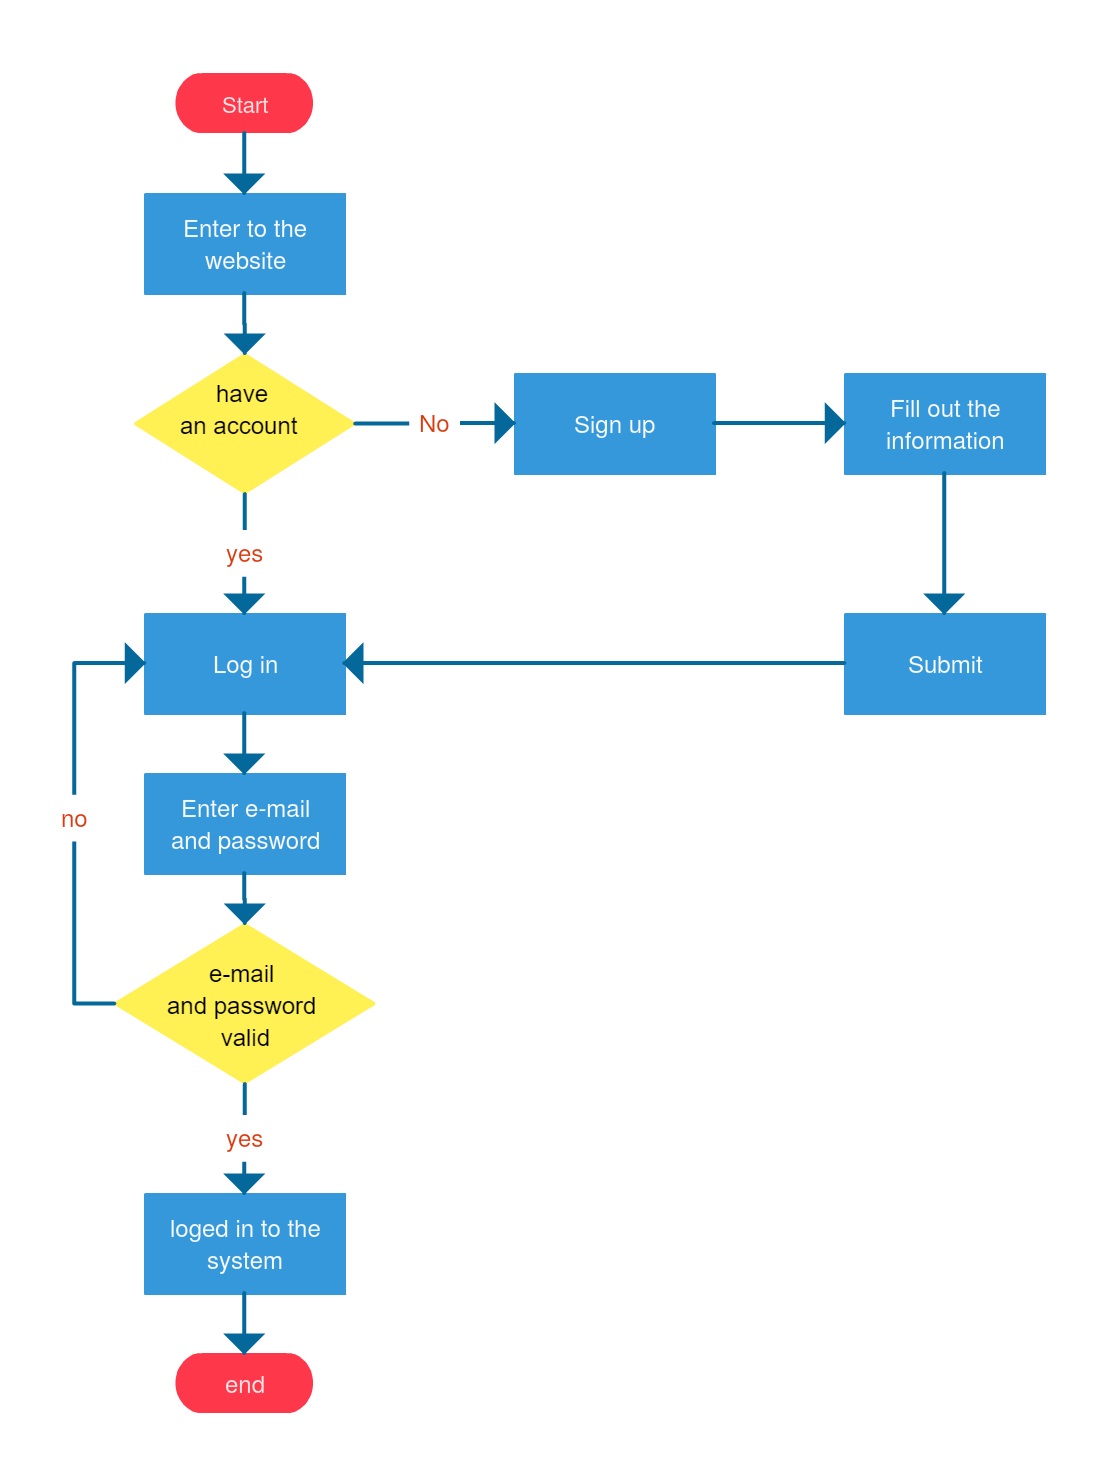 Start
Enter to the
website
have
an account
No
Sign up
Fill out the
information
yes
Log in
Submit
Enter e-mail
and password
no
e-mail
and password
valid
yes
loged in to the
system
end